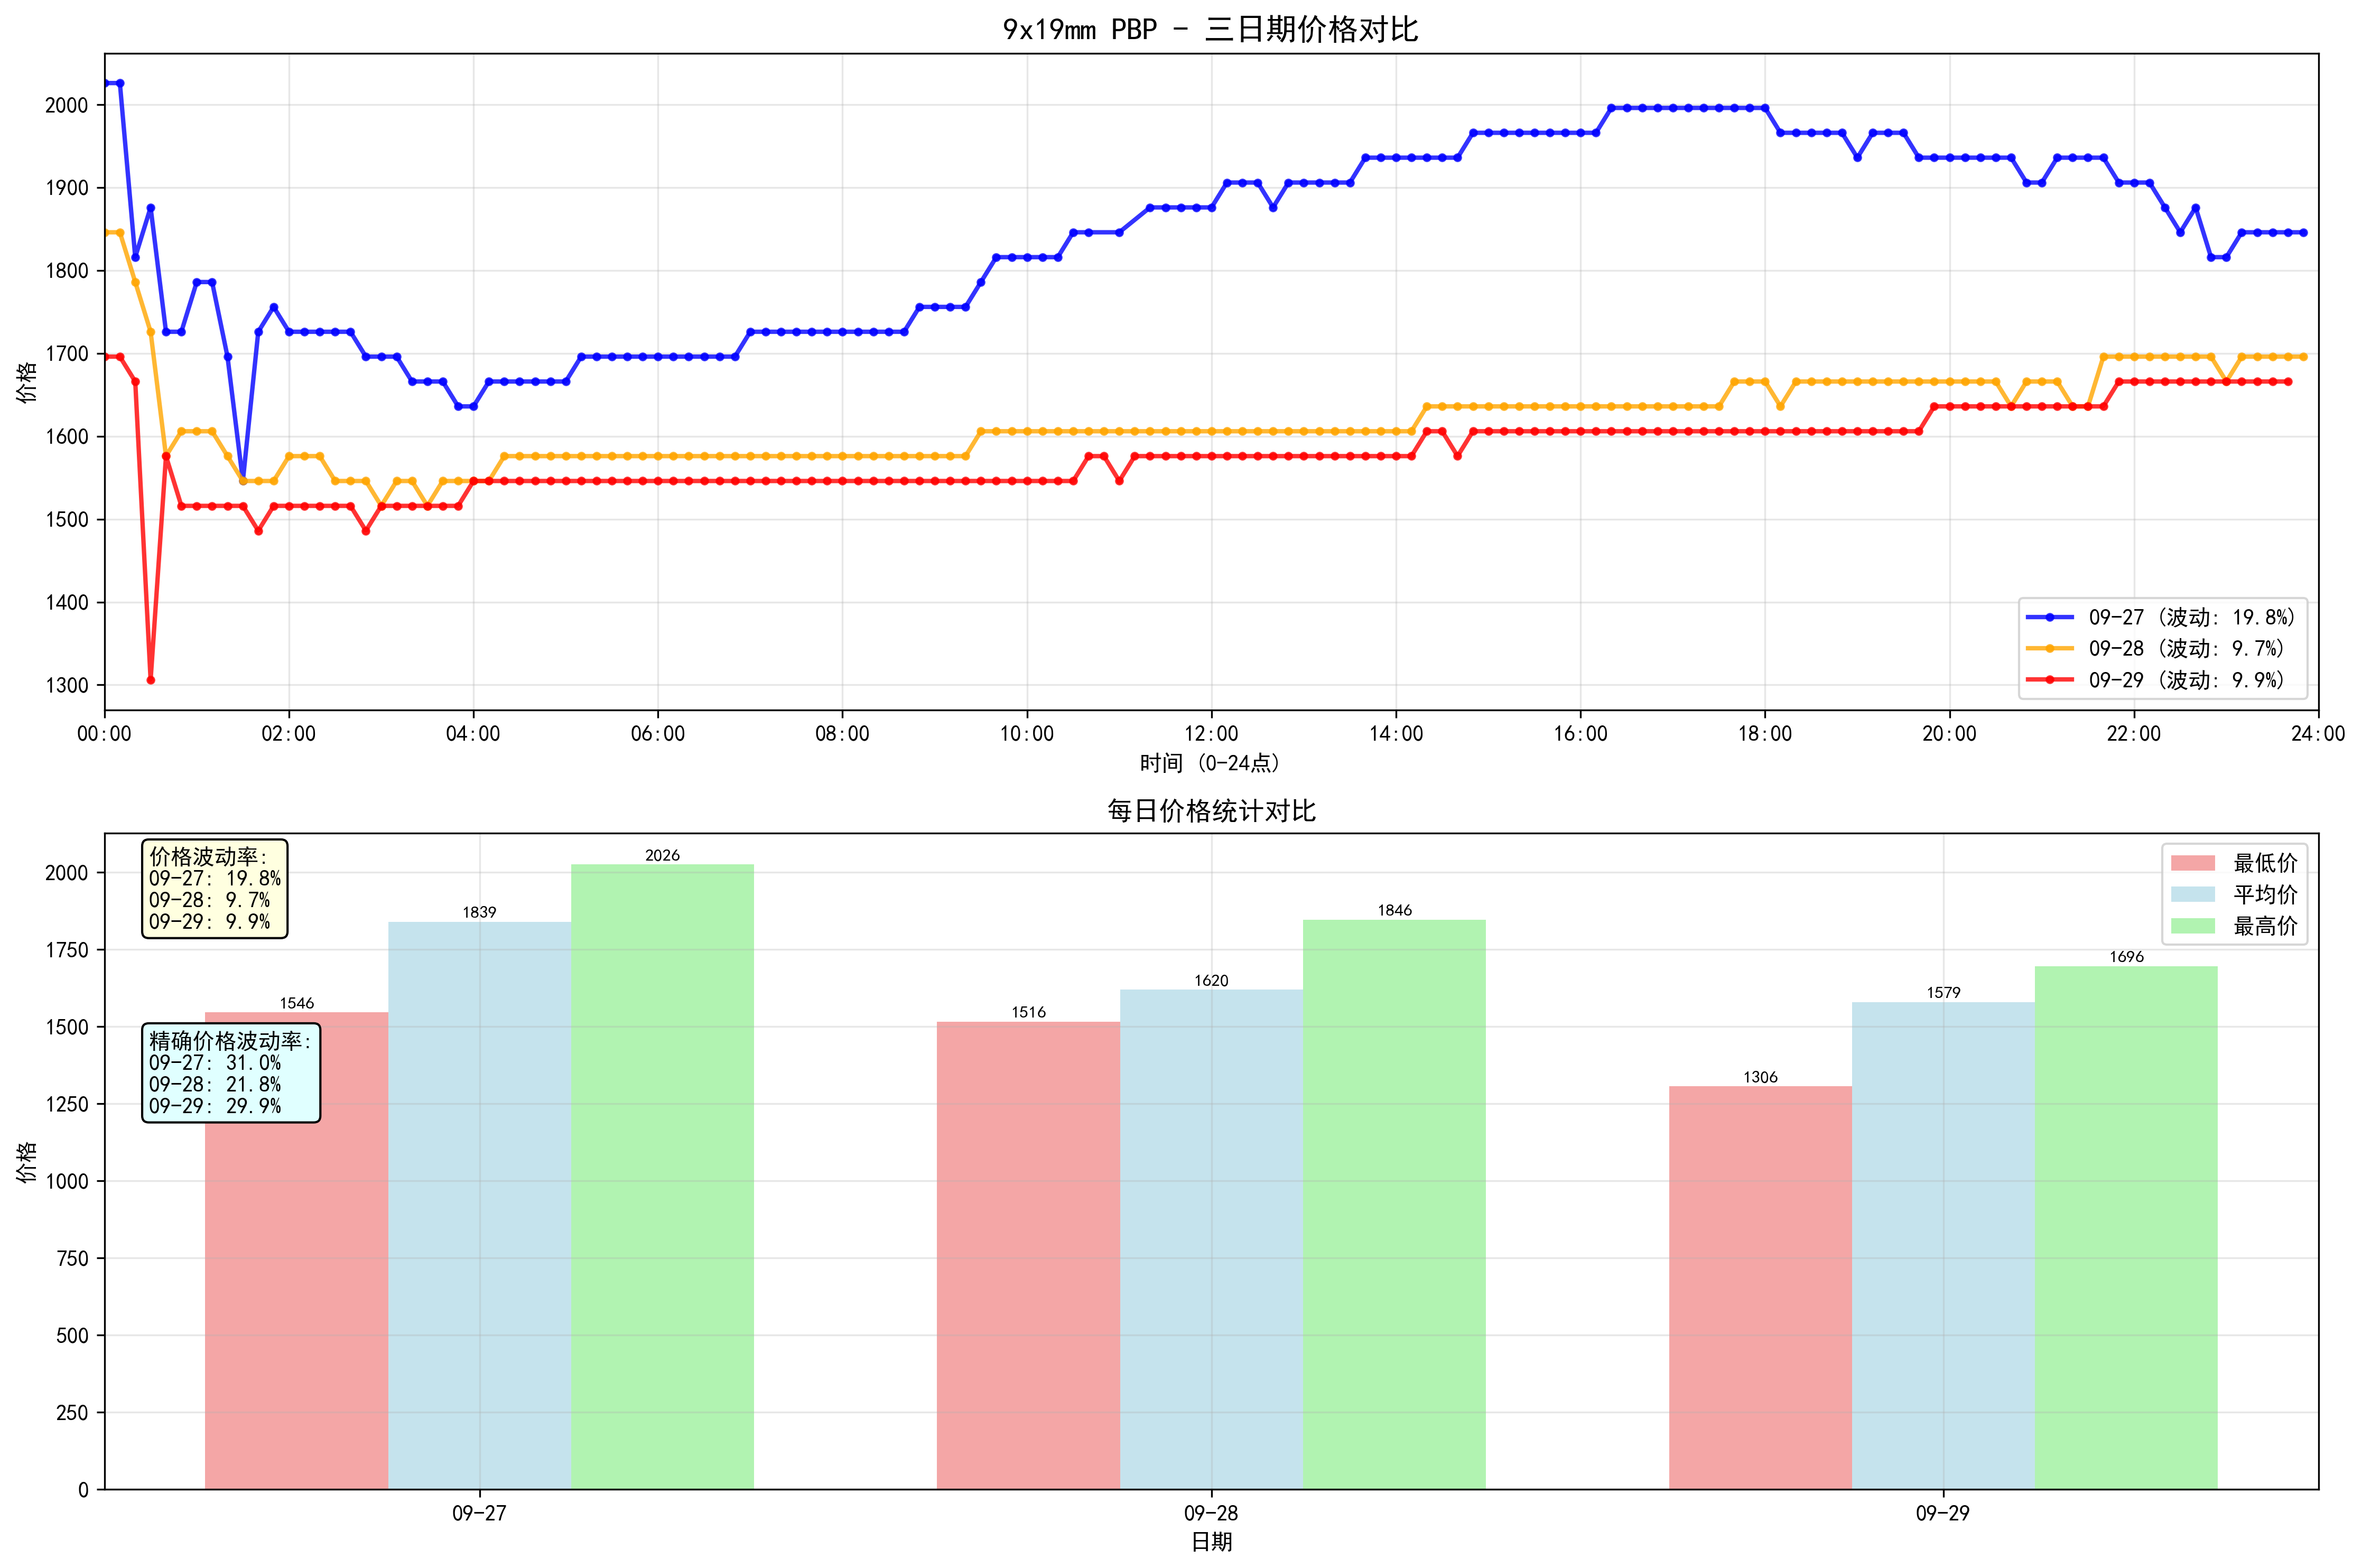 9x19mm PBP - 三日期价格对比
价格
2000
1900
1800
1700
1600
1500
1400
1300
00:00 02:00 04:00 06:00 08:00 10:00 12:00 14:00 16:00 18:00 20:00 22:00 24:00
时间 (0-24点)
09-27 (波动: 19.8%)
09-28 (波动: 9.7%)
09-29 (波动: 9.9%)
每日价格统计对比
价格
2000
1750
1500
1250
1000
750
500
250
0
价格波动率:
09-27: 19.8%
09-28: 9.7%
09-29: 9.9%
精确价格波动率:
09-27: 31.0%
09-28: 21.8%
09-29: 29.9%
1546 1839 2026
1516 1620 1846
1306 1579 1696
最低价
平均价
最高价
09-27 09-28 09-29
日期